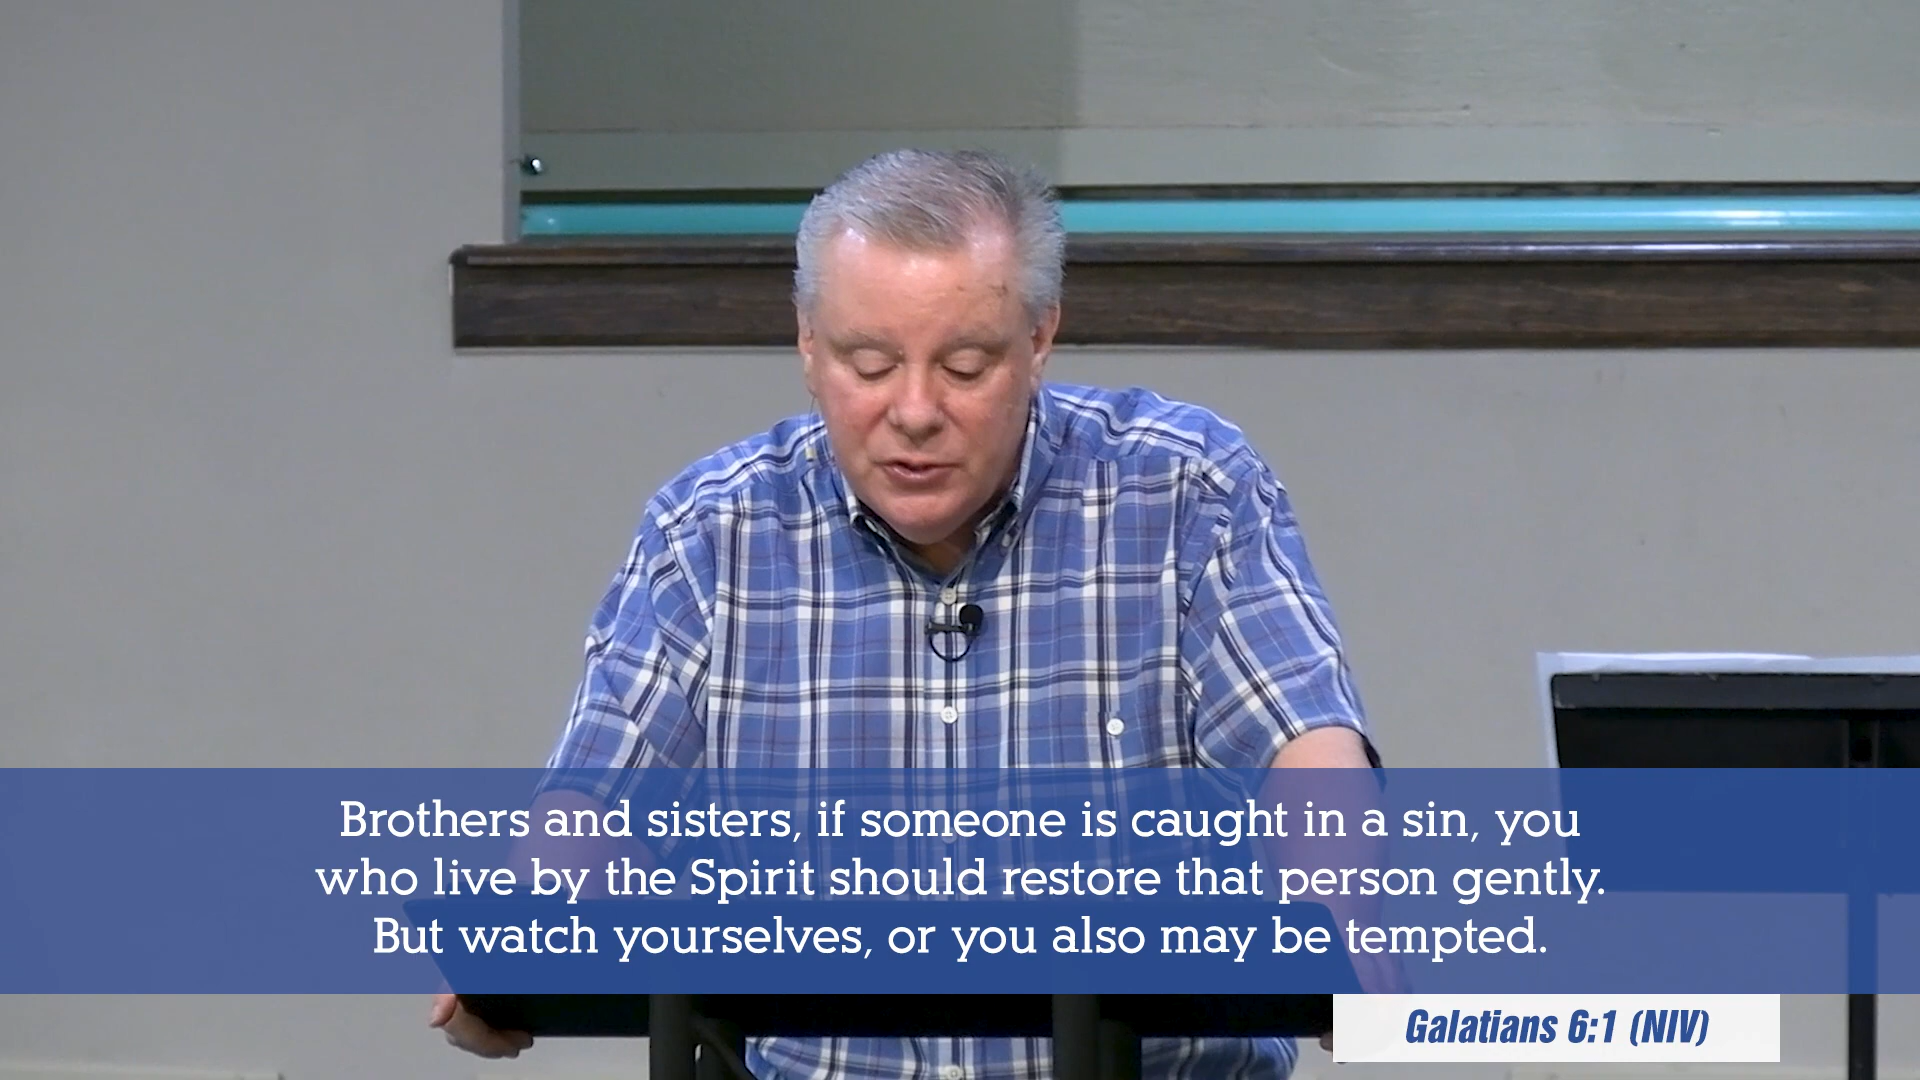 Brothers and sisters, if someone is caught in a sin, you
who live by the Spirit should restore that person gently.
But watch yourselves, or you also may be tempted.
Galatians 6:1 (NIV)